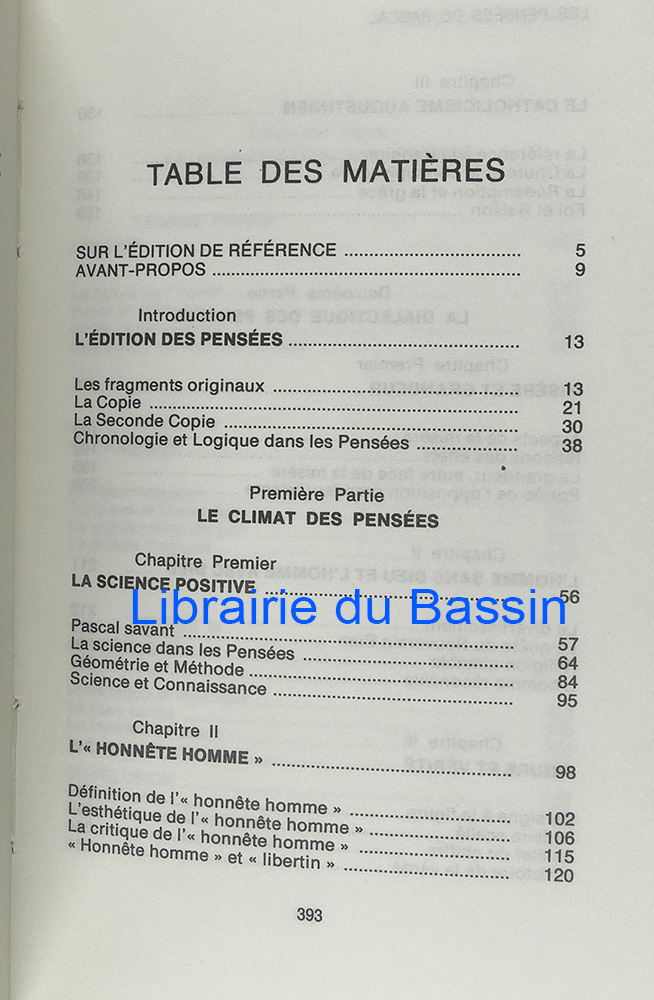 TABLE DES MATIÈRES
SUR L'ÉDITION DE RÉFÉRENCE ................................ 5
AVANT-PROPOS ................................ 9
Introduction
L'ÉDITION DES PENSÉES ................................ 13
Les fragments originaux ................................ 13
La Copie ................................ 21
La Seconde Copie ................................ 30
Chronologie et Logique dans les Pensées ................ 38
Première Partie
LE CLIMAT DES PENSÉES
Chapitre Premier
LA SCIENCE POSITIVE ................................ 56
Librairie du Bassin
Pascal savant ................................ 57
La science dans les Pensées ................................ 64
Géométrie et Méthode ................................ 84
Science et Connaissance ................................ 95
Chapitre II
L'« HONNÊTE HOMME » ................................ 98
Définition de l'« honnête homme » ................................ 102
L'esthétique de l'« honnête homme » ................................ 106
La critique de l'« honnête homme » ................................ 115
« Honnête homme » et « libertin » ................................ 120
393